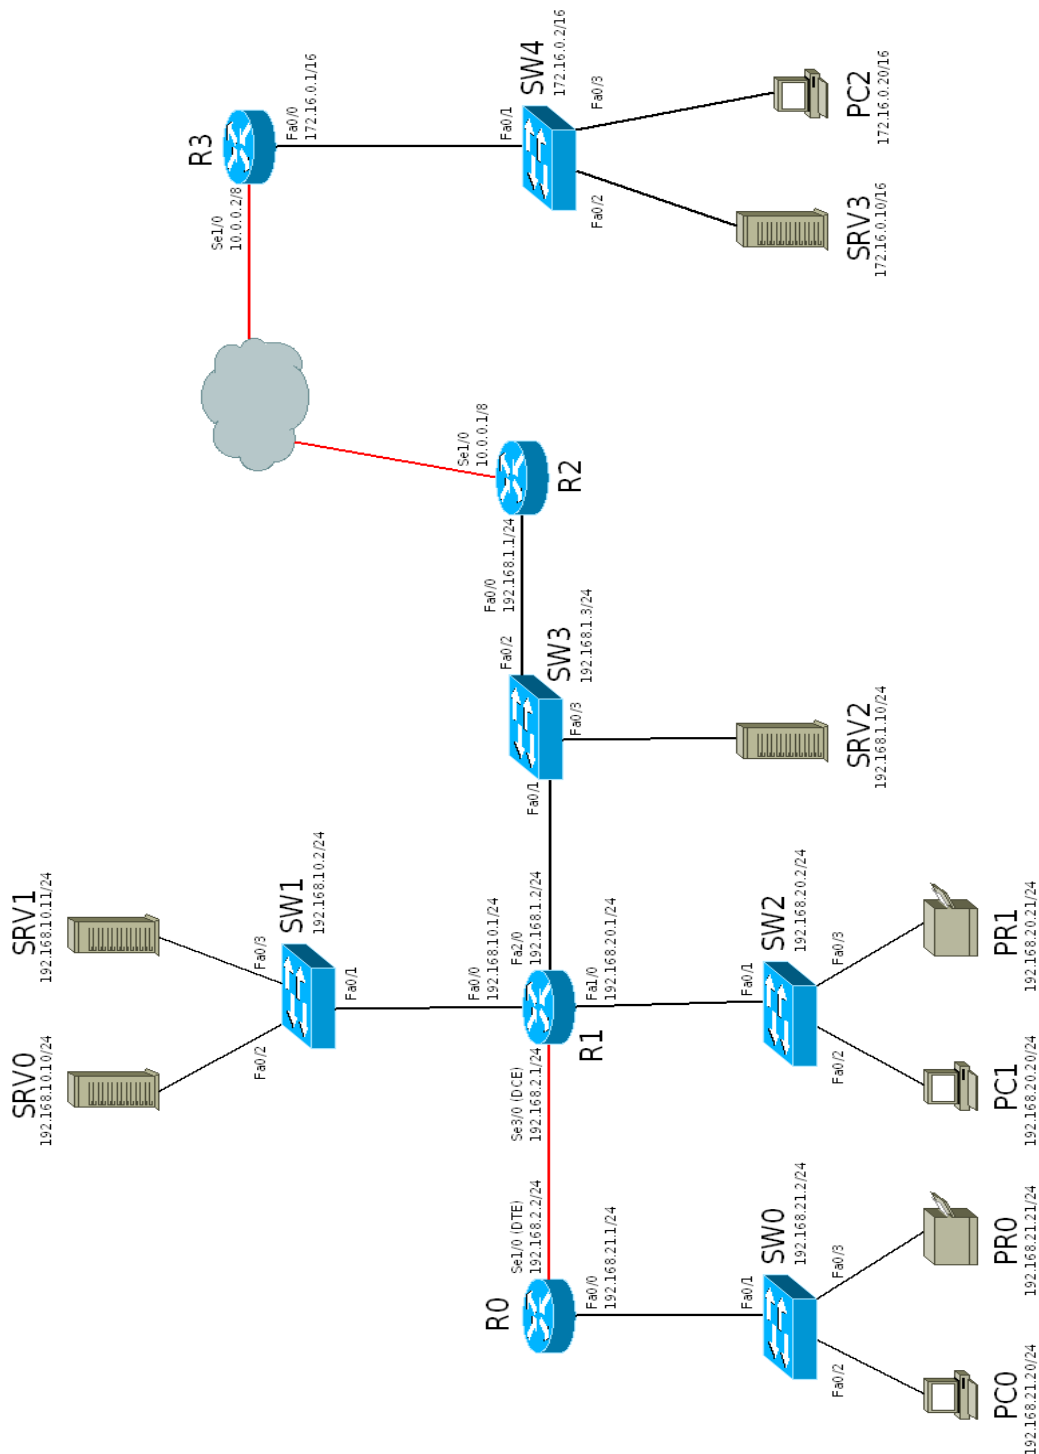 SRV0
192.168.10.10/24
SRV1
192.168.10.11/24
Fa0/2
Fa0/3
SW1
192.168.10.2/24
Fa0/1
R3
Se1/0
10.0.0.2/8
Fa0/0
172.16.0.1/16
Fa0/0
192.168.10.1/24
Se1/0
10.0.0.1/8
R0
Se1/0 (DTE)
192.168.2.2/24
Se3/0 (DCE)
192.168.2.1/24
Fa2/0
192.168.1.2/24
Fa0/1
Fa0/2
Fa0/0
192.168.1.1/24
Fa0/1
SW4
172.16.0.2/16
R1
SW3
192.168.1.3/24
R2
Fa0/0
192.168.21.1/24
Fa1/0
192.168.20.1/24
Fa0/3
Fa0/2
Fa0/3
Fa0/1
SW0
192.168.21.2/24
Fa0/1
SW2
192.168.20.2/24
Fa0/2
Fa0/3
Fa0/2
Fa0/3
SRV2
192.168.1.10/24
SRV3
172.16.0.10/16
PC2
172.16.0.20/16
PC0
192.168.21.20/24
PR0
192.168.21.21/24
PC1
192.168.20.20/24
PR1
192.168.20.21/24